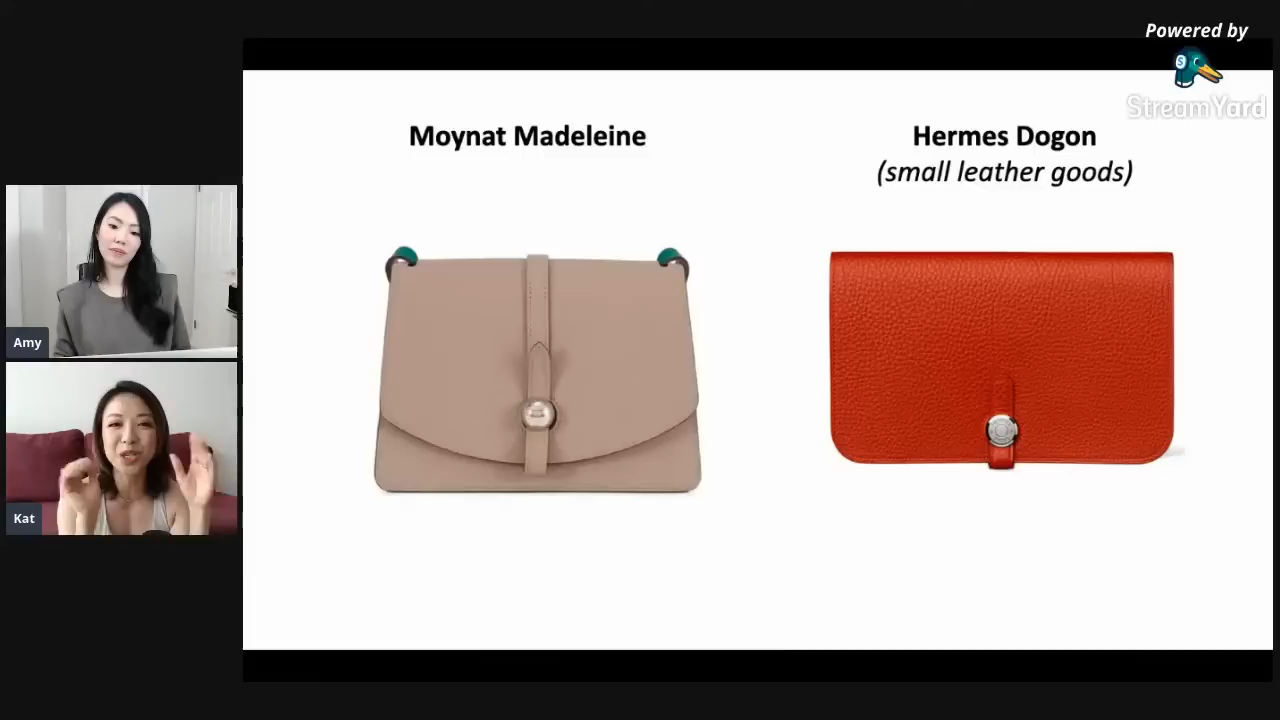 Powered by
StreamYard
Moynat Madeleine
Hermes Dogon
(small leather goods)
Amy
Kat